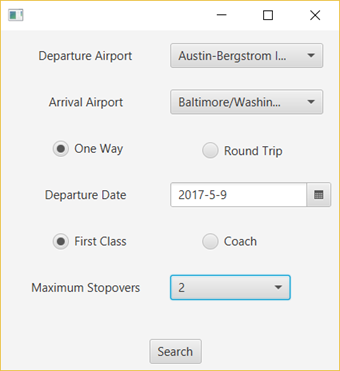 Departure Airport Austin-Bergstrom I...
Arrival Airport Baltimore/Washin...
One Way Round Trip
Departure Date 2017-5-9
First Class Coach
Maximum Stopovers 2
Search